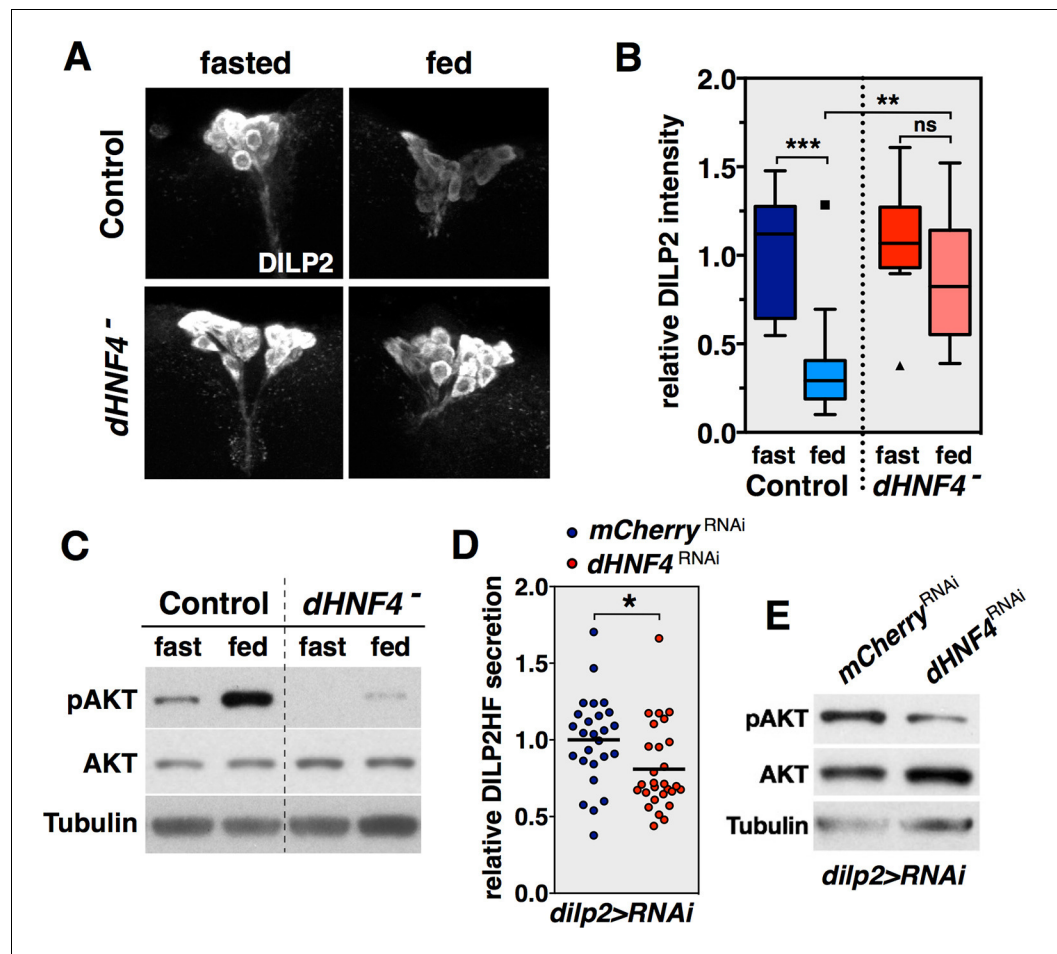 A
fasted fed
Control
DILP2
dHNF4⁻
B
relative DILP2 intensity
2.0
1.5
1.0
0.5
0.0
***
**
ns
fast fed fast fed
Control dHNF4⁻
C
Control dHNF4⁻
fast fed fast fed
pAKT
AKT
Tubulin
D
mCherry RNAi
dHNF4 RNAi
relative DILP2HF secretion
2.0
1.5
1.0
0.5
0.0
*
dilp2>RNAi
E
mCherry RNAi
dHNF4 RNAi
pAKT
AKT
Tubulin
dilp2>RNAi